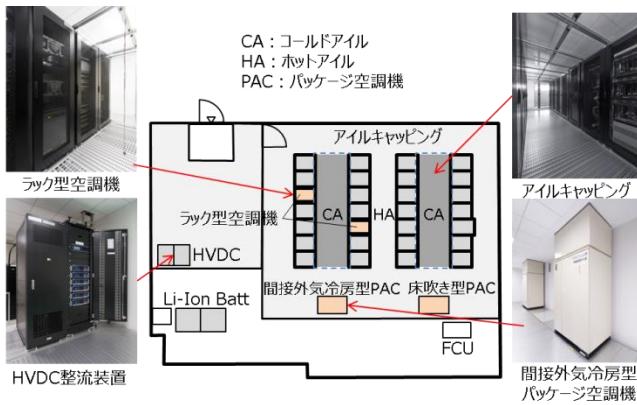 CA：コールドアイル
HA：ホットアイル
PAC：パッケージ空調機
アイルキャッピング
ラック型空調機
アイルキャッピング
ラック型空調機
CA
HA
CA
HVDC
間接外気冷房型PAC
床吹き型PAC
Li-Ion Batt
FCU
HVDC整流装置
間接外気冷房型
パッケージ空調機